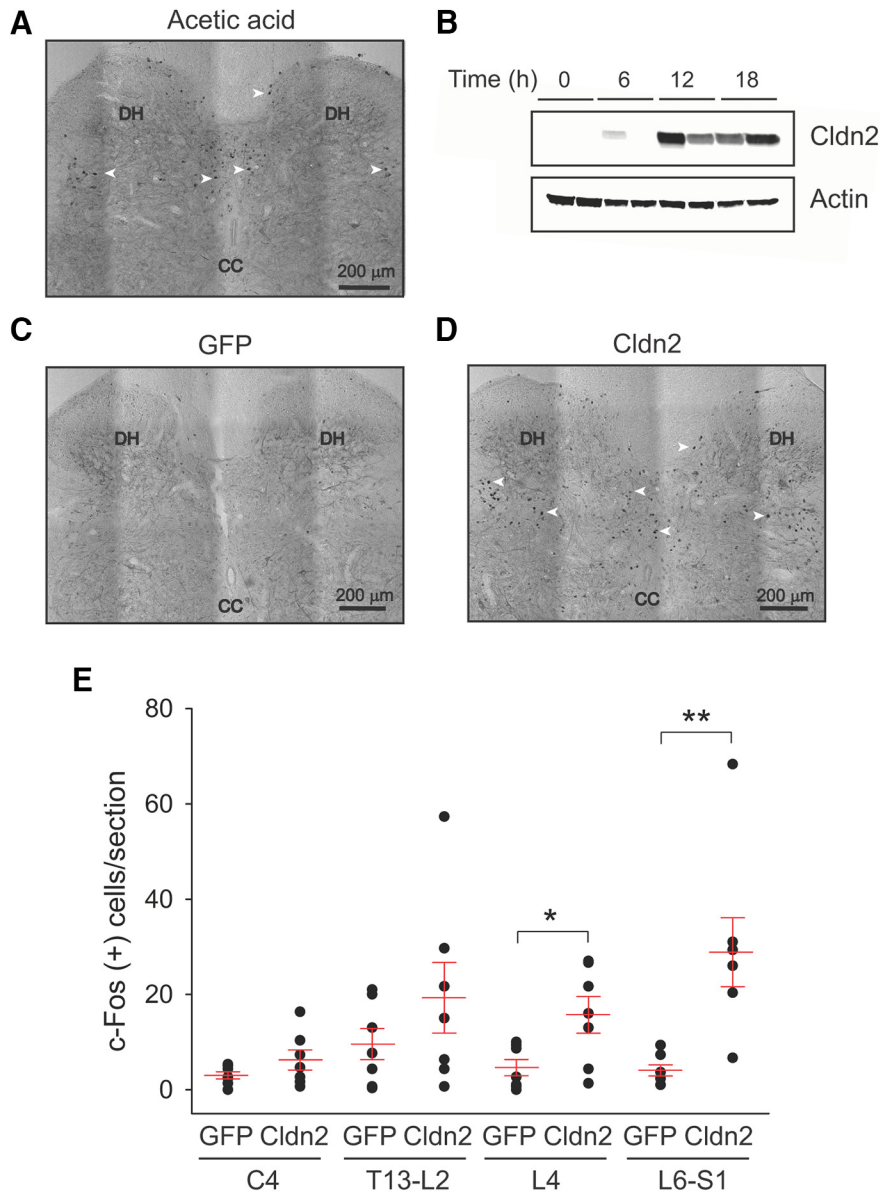 A
Acetic acid
DH
DH
CC
200 µm
B
Time (h) 0 6 12 18
Cldn2
Actin
C
GFP
DH
DH
CC
200 µm
D
Cldn2
DH
DH
CC
200 µm
E
c-Fos (+) cells/section
80
60
40
20
0
*
**
GFP Cldn2 GFP Cldn2 GFP Cldn2 GFP Cldn2
C4 T13-L2 L4 L6-S1